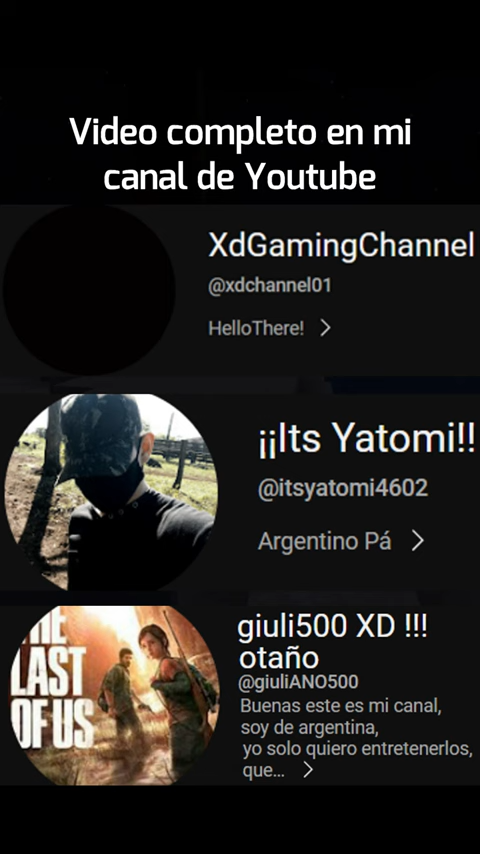 Video completo en mi
canal de Youtube
XdGamingChannel
@xdchannel01
HelloThere!
¡¡Its Yatomi!!
@itsyatomi4602
Argentino Pá
THE
LAST
OF US
giuli500 XD !!!
otaño
@giuliANO500
Buenas este es mi canal,
soy de argentina,
yo solo quiero entretenerlos,
que...